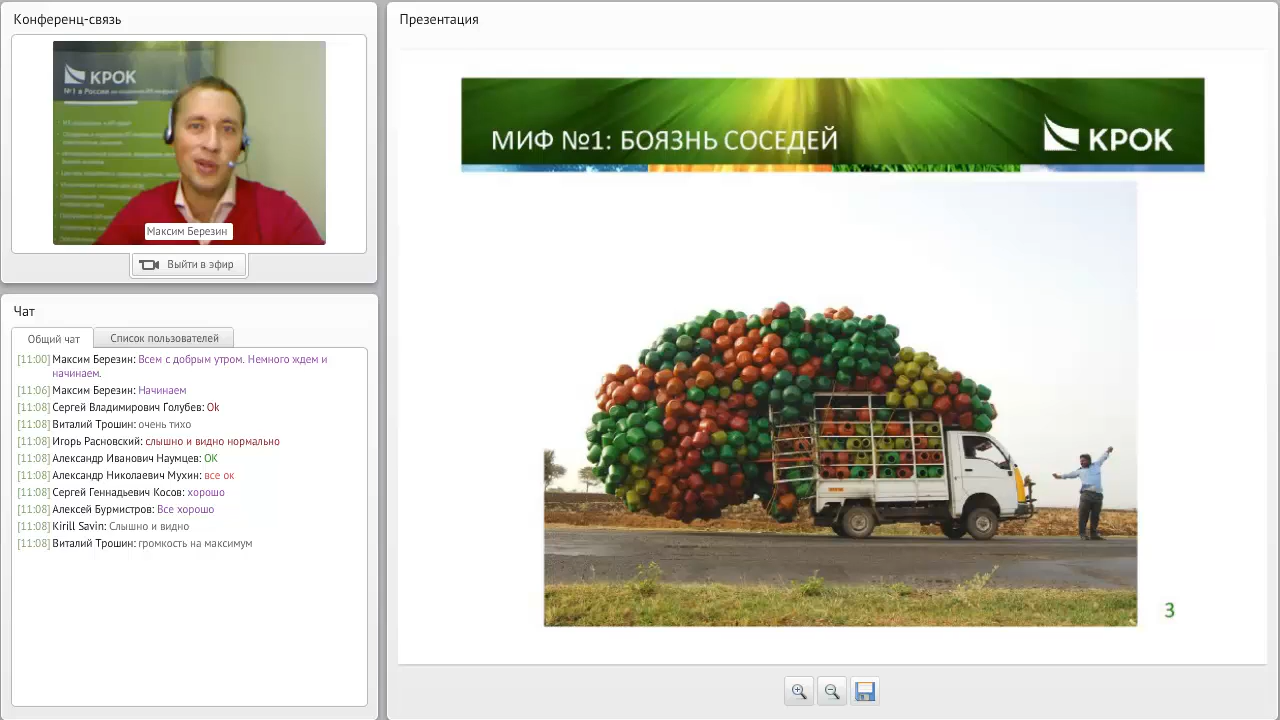 Конференц-связь
КРОК
№1 в России
Максим Березин
Выйти в эфир
Чат
Общий чат
Список пользователей
[11:00] Максим Березин: Всем с добрым утром. Немного ждем и
начинаем.
[11:06] Максим Березин: Начинаем
[11:08] Сергей Владимирович Голубев: Ok
[11:08] Виталий Трошин: очень тихо
[11:08] Игорь Расновский: слышно и видно нормально
[11:08] Александр Иванович Наумцев: ОК
[11:08] Александр Николаевич Мухин: все ок
[11:08] Сергей Геннадьевич Косов: хорошо
[11:08] Алексей Бурмистров: Все хорошо
[11:08] Kirill Savin: Слышно и видно
[11:08] Виталий Трошин: громкость на максимум
Презентация
МИФ №1: БОЯЗНЬ СОСЕДЕЙ
КРОК
3